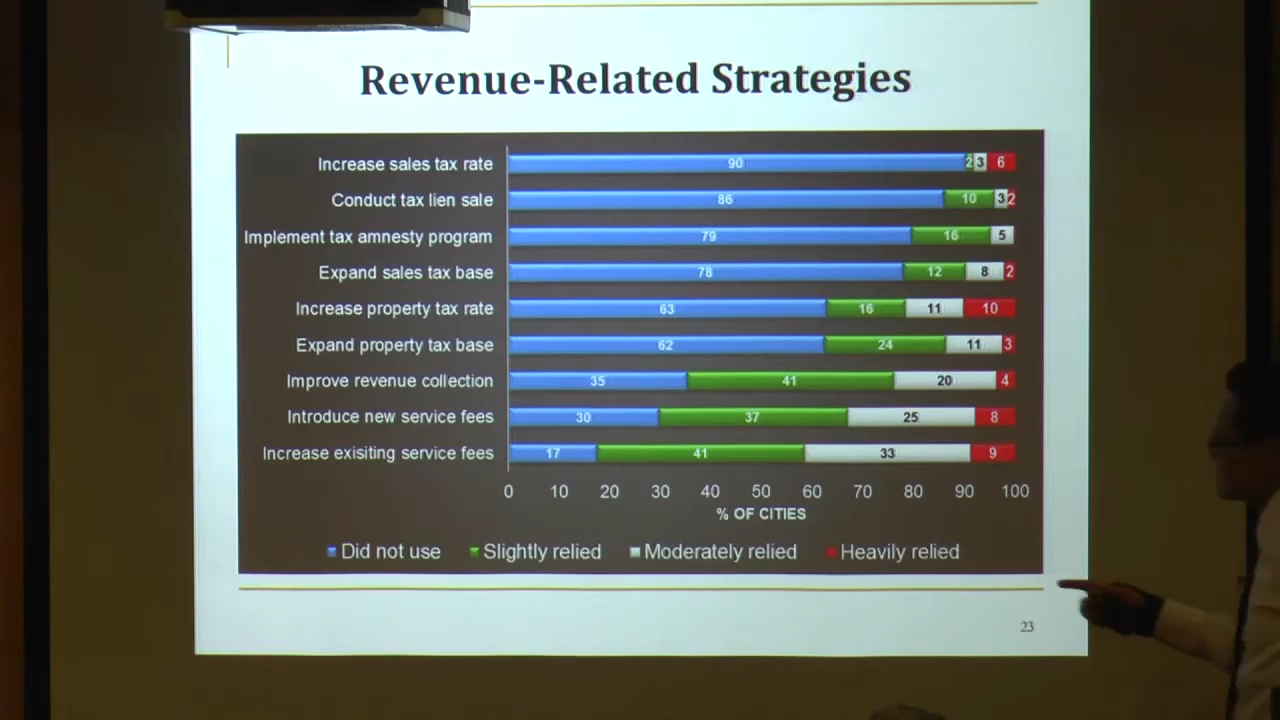 Revenue-Related Strategies
Increase sales tax rate 90 2 3 6
Conduct tax lien sale 86 10 3 2
Implement tax amnesty program 79 16 5
Expand sales tax base 78 12 8 2
Increase property tax rate 63 16 11 10
Expand property tax base 62 24 11 3
Improve revenue collection 35 41 20 4
Introduce new service fees 30 37 25 8
Increase exisiting service fees 17 41 33 9
0 10 20 30 40 50 60 70 80 90 100
% OF CITIES
Did not use Slightly relied Moderately relied Heavily relied
23